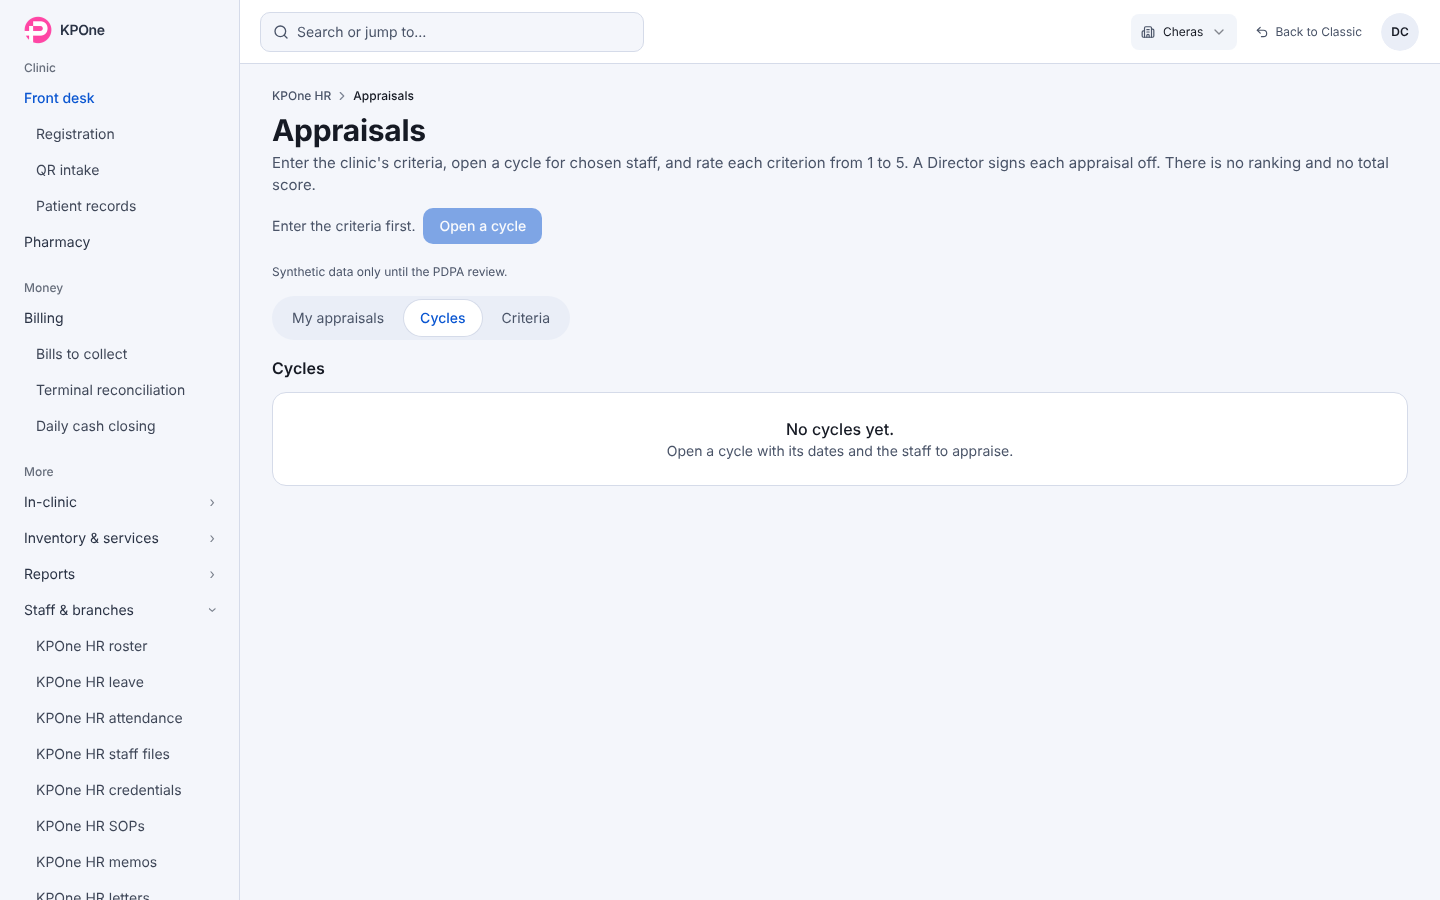 KPOne
Clinic
Front desk
Registration
QR intake
Patient records
Pharmacy
Money
Billing
Bills to collect
Terminal reconciliation
Daily cash closing
More
In-clinic
Inventory & services
Reports
Staff & branches
KPOne HR roster
KPOne HR leave
KPOne HR attendance
KPOne HR staff files
KPOne HR credentials
KPOne HR SOPs
KPOne HR memos
KPOne HR letters
Search or jump to...
Cheras
Back to Classic
DC
KPOne HR > Appraisals
Appraisals
Enter the clinic's criteria, open a cycle for chosen staff, and rate each criterion from 1 to 5. A Director signs each appraisal off. There is no ranking and no total
score.
Enter the criteria first. Open a cycle
Synthetic data only until the PDPA review.
My appraisals Cycles Criteria
Cycles
No cycles yet.
Open a cycle with its dates and the staff to appraise.